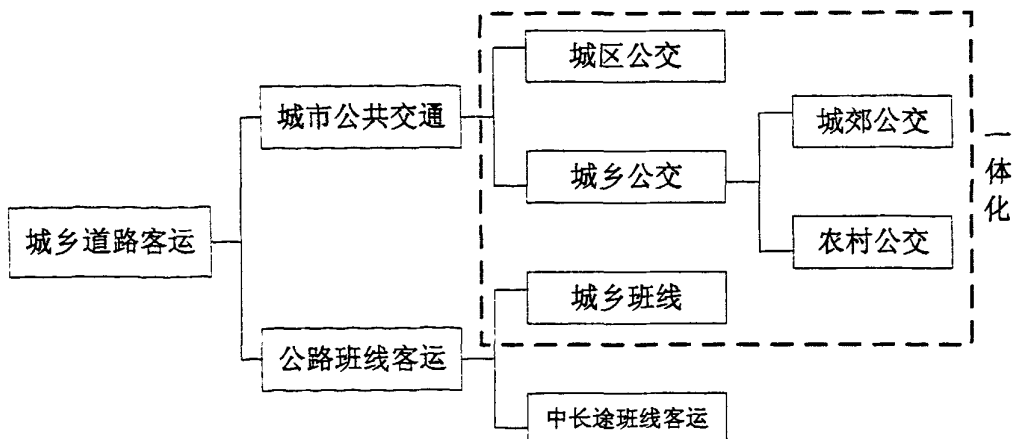 城区公交
城市公共交通
城郊公交
城乡公交
一体化
城乡道路客运
农村公交
城乡班线
公路班线客运
中长途班线客运